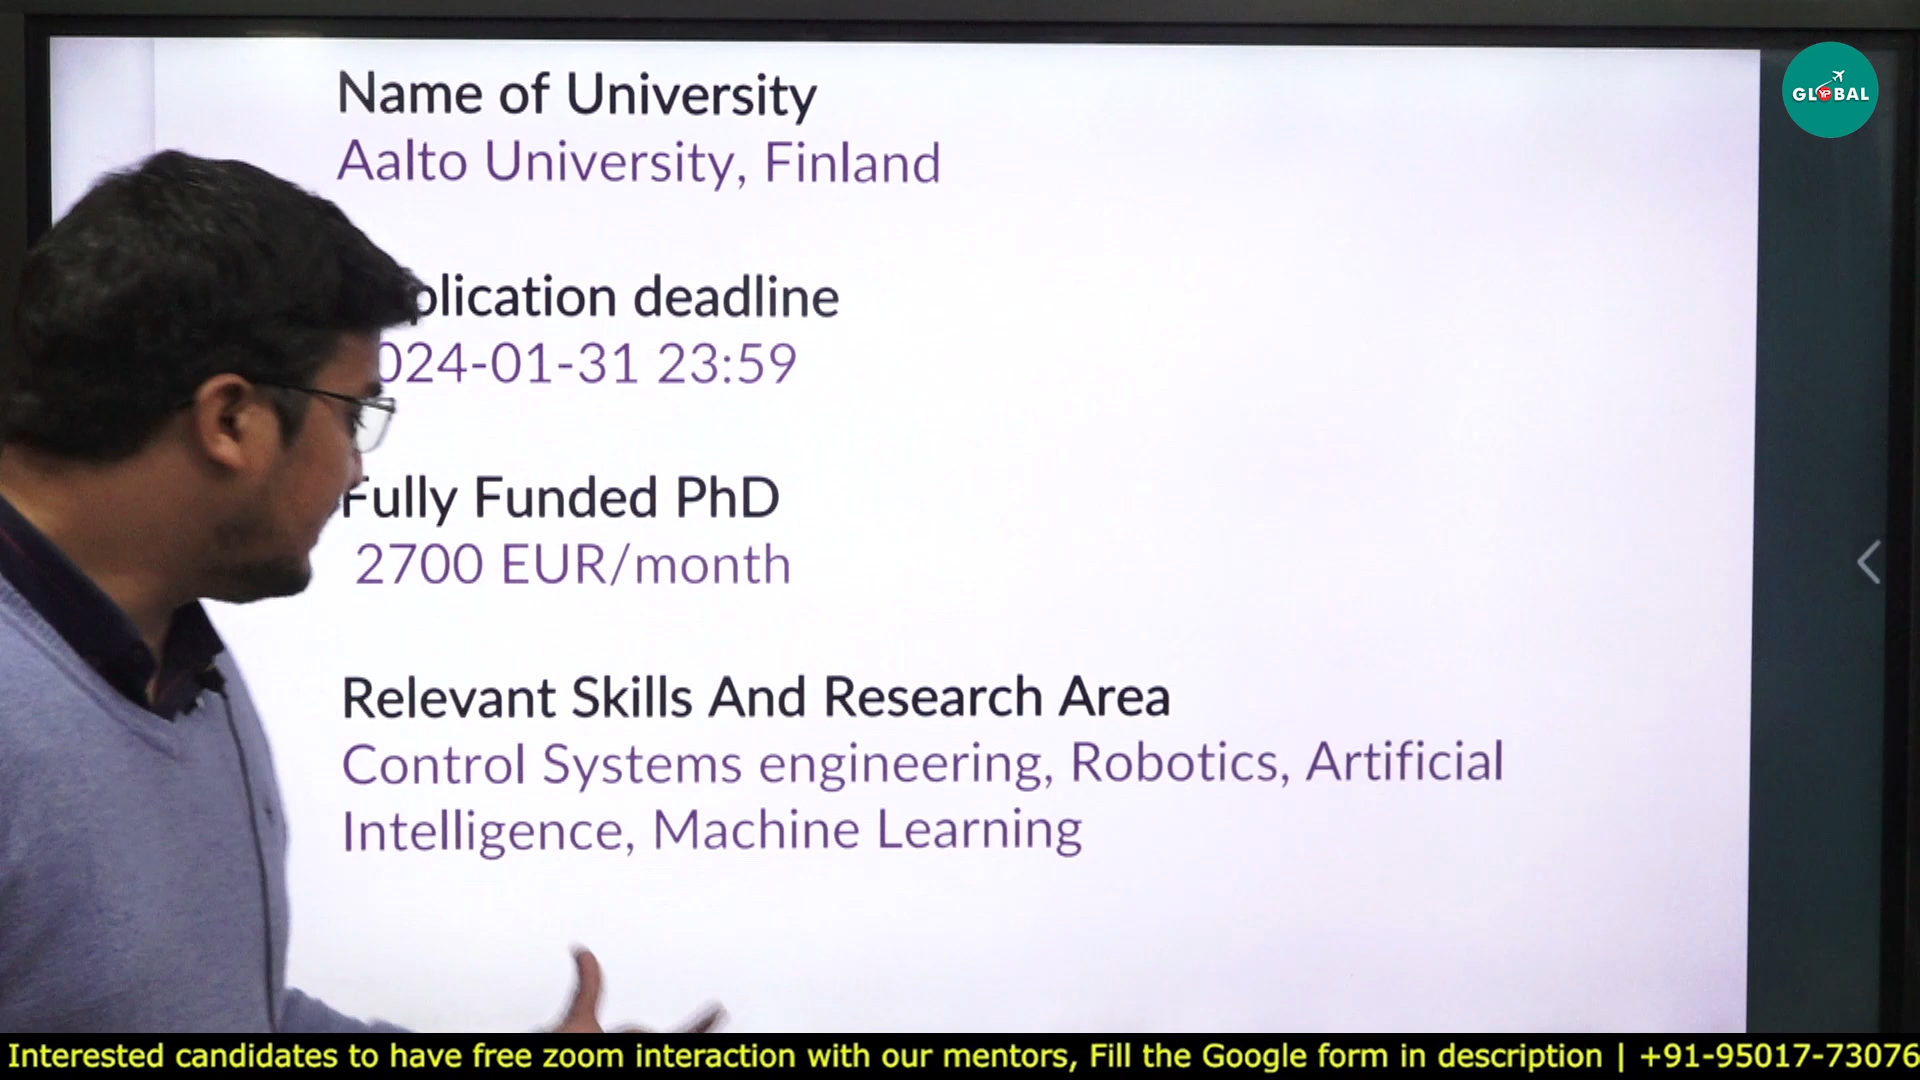 Name of University
Aalto University, Finland
plication deadline
024-01-31 23:59
Fully Funded PhD
2700 EUR/month
Relevant Skills And Research Area
Control Systems engineering, Robotics, Artificial
Intelligence, Machine Learning
GLOBAL
YP
Interested candidates to have free zoom interaction with our mentors, Fill the Google form in description | +91-95017-73076